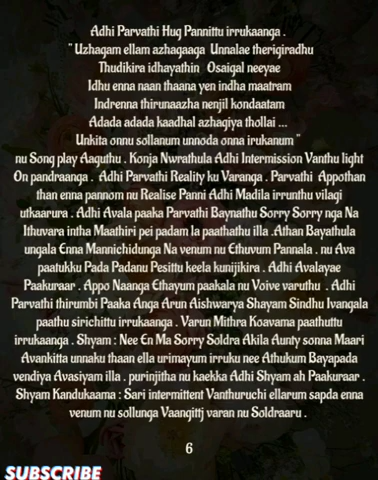 Adhi Parvathi Hug Pannittu irrukaanga .
" Uzhagam ellam azhagaaga Unnalae therigiradhu
Thudikira idhayathin Osaigal neeyae
Idhu enna naan thaana yen indha maatram
Indrenna thirunaazha nenjil kondaatam
Adada adada kaadhal azhagiya thollai ...
Unkita onnu sollanum unnoda onna irukanum "
nu Song play Aaguthu . Konja Nwrathula Adhi Intermission Vanthu light
On pandraanga . Adhi Parvathi Reality ku Varanga . Parvathi Appothan
than enna pannom nu Realise Panni Adhi Madila irrunthu vilagi
utkaarura . Adhi Avala paaka Parvathi Baynathu Sorry Sorry nga Na
Ithuvara intha Maathiri pei padam la paathathu illa .Athan Bayathula
ungala Enna Mannichidunga Na venum nu Ethuvum Pannala . nu Ava
paatukku Pada Padanu Pesittu keela kunijikira . Adhi Avalayae
Paakuraar . Appo Naanga Ethayum paakala nu Voive varuthu . Adhi
Parvathi thirumbi Paaka Anga Arun Aishwarya Shayam Sindhu Ivangala
paathu sirichittu irrukaanga . Varun Mithra Koavama paathuttu
irrukaanga . Shyam : Nee En Ma Sorry Soldra Akila Aunty sonna Maari
Avankitta unnaku thaan ella urimayum irruku nee Athukum Bayapada
vendiya Avasiyam illa . purinjitha nu kaekka Adhi Shyam ah Paakuraar .
Shyam Kandukaama : Sari intermittent Vanthuruchi ellarum sapda enna
venum nu sollunga Vaangittj varan nu Soldraaru .
6
SUBSCRIBE